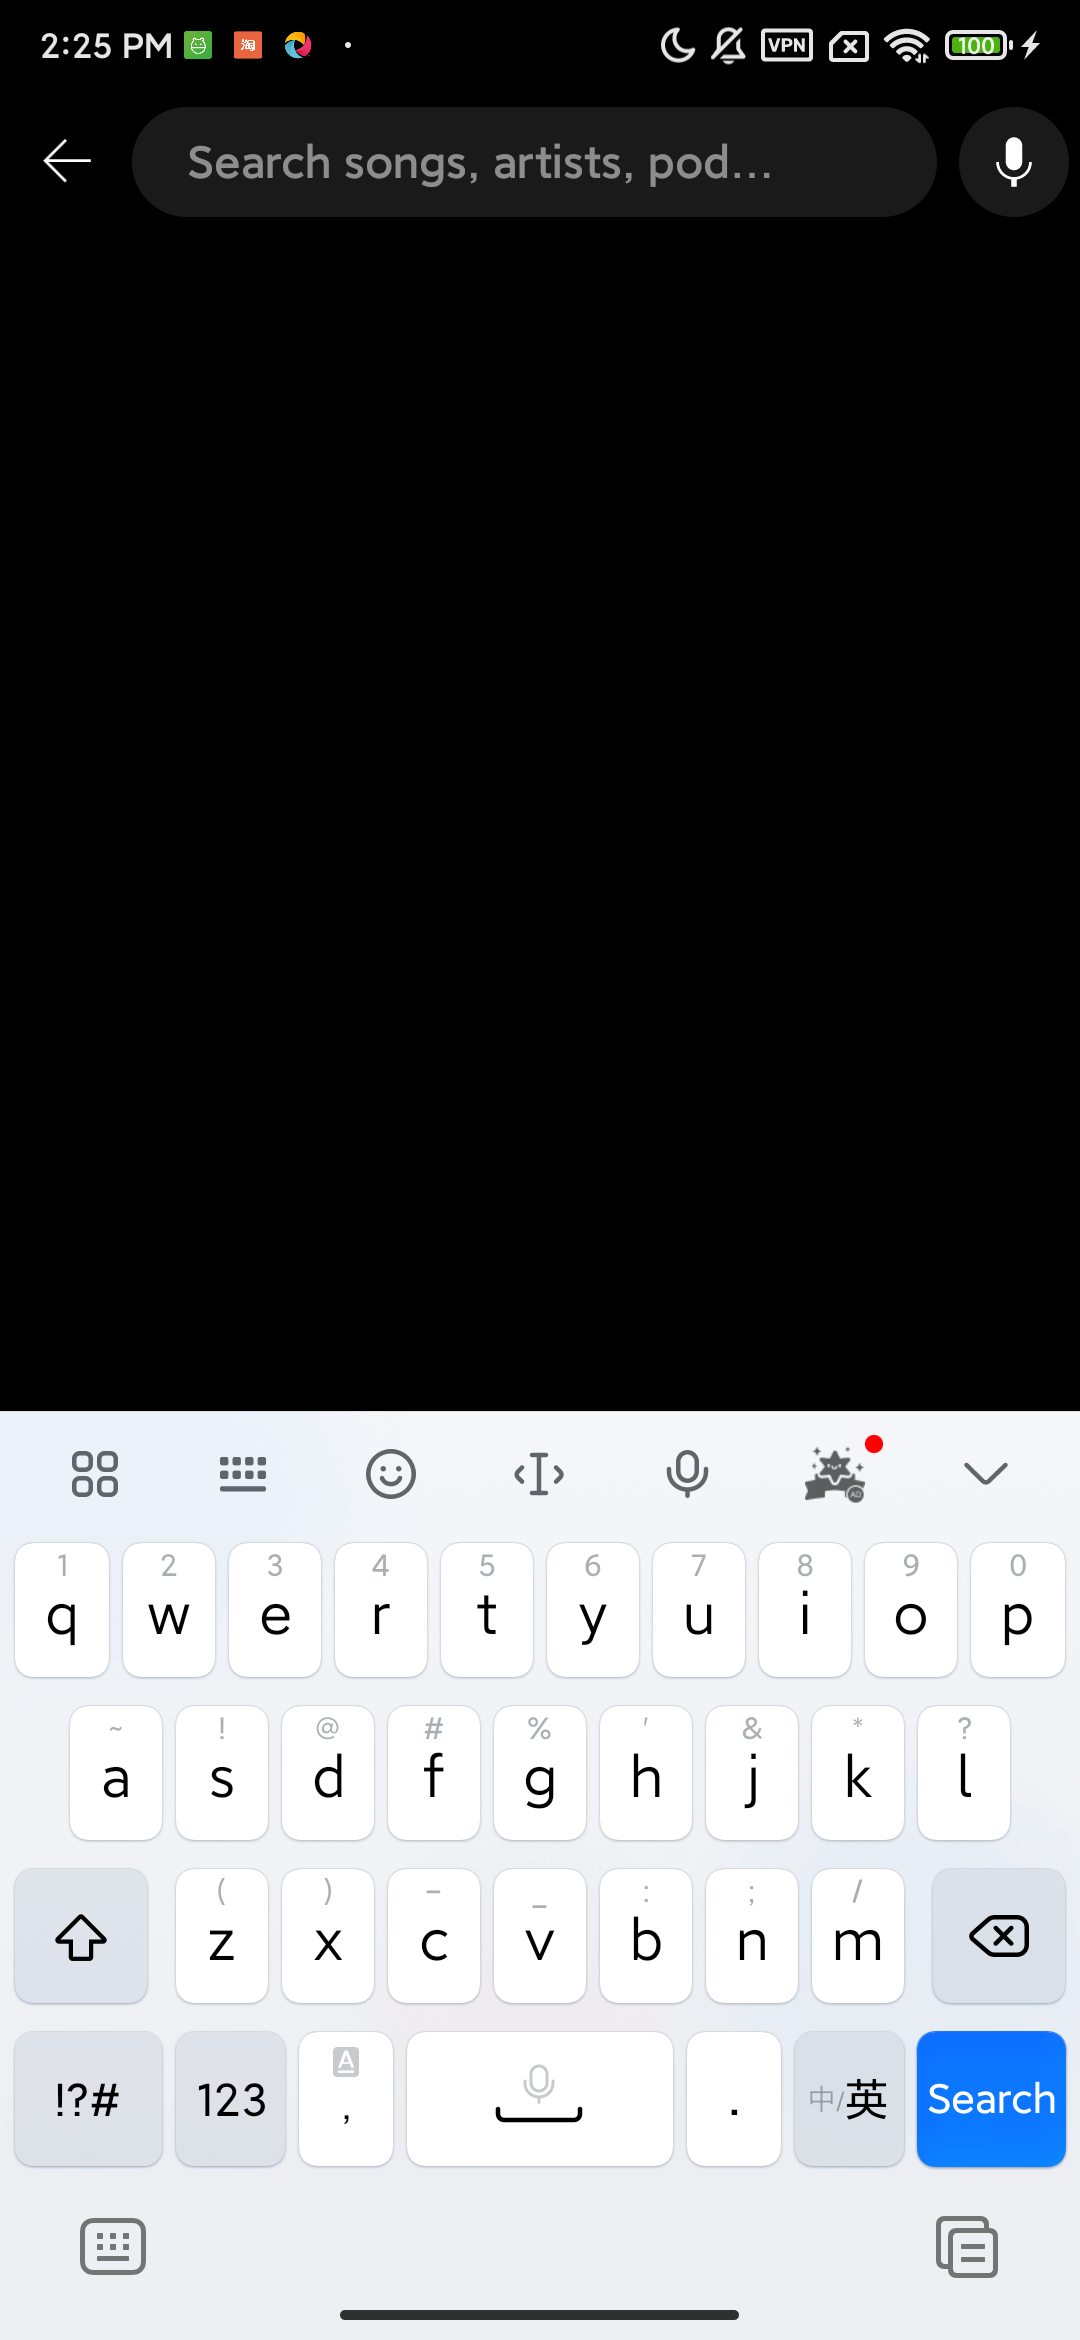 2:25 PM 淘 VPN 100
Search songs, artists, pod...
1 2 3 4 5 6 7 8 9 0
q w e r t y u i o p
~ ! @ # % ' & * ?
a s d f g h j k l
( ) – _ : ; /
z x c v b n m
!?# 123 A , . 中/英 Search